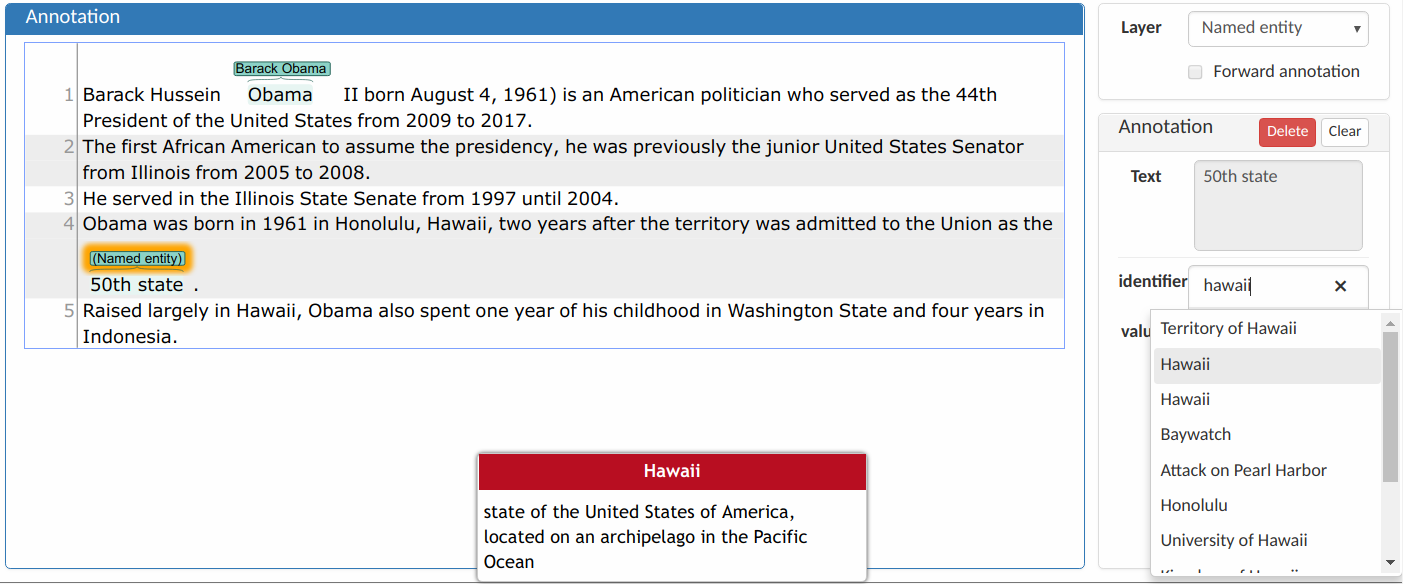 Annotation
Barack Obama
1 Barack Hussein Obama II born August 4, 1961) is an American politician who served as the 44th
President of the United States from 2009 to 2017.
2 The first African American to assume the presidency, he was previously the junior United States Senator
from Illinois from 2005 to 2008.
3 He served in the Illinois State Senate from 1997 until 2004.
4 Obama was born in 1961 in Honolulu, Hawaii, two years after the territory was admitted to the Union as the
(Named entity)
50th state .
5 Raised largely in Hawaii, Obama also spent one year of his childhood in Washington State and four years in
Indonesia.
Hawaii
state of the United States of America,
located on an archipelago in the Pacific
Ocean
Layer Named entity
Forward annotation
Annotation Delete Clear
Text 50th state
identifier hawaii ×
valu
Territory of Hawaii
Hawaii
Hawaii
Baywatch
Attack on Pearl Harbor
Honolulu
University of Hawaii